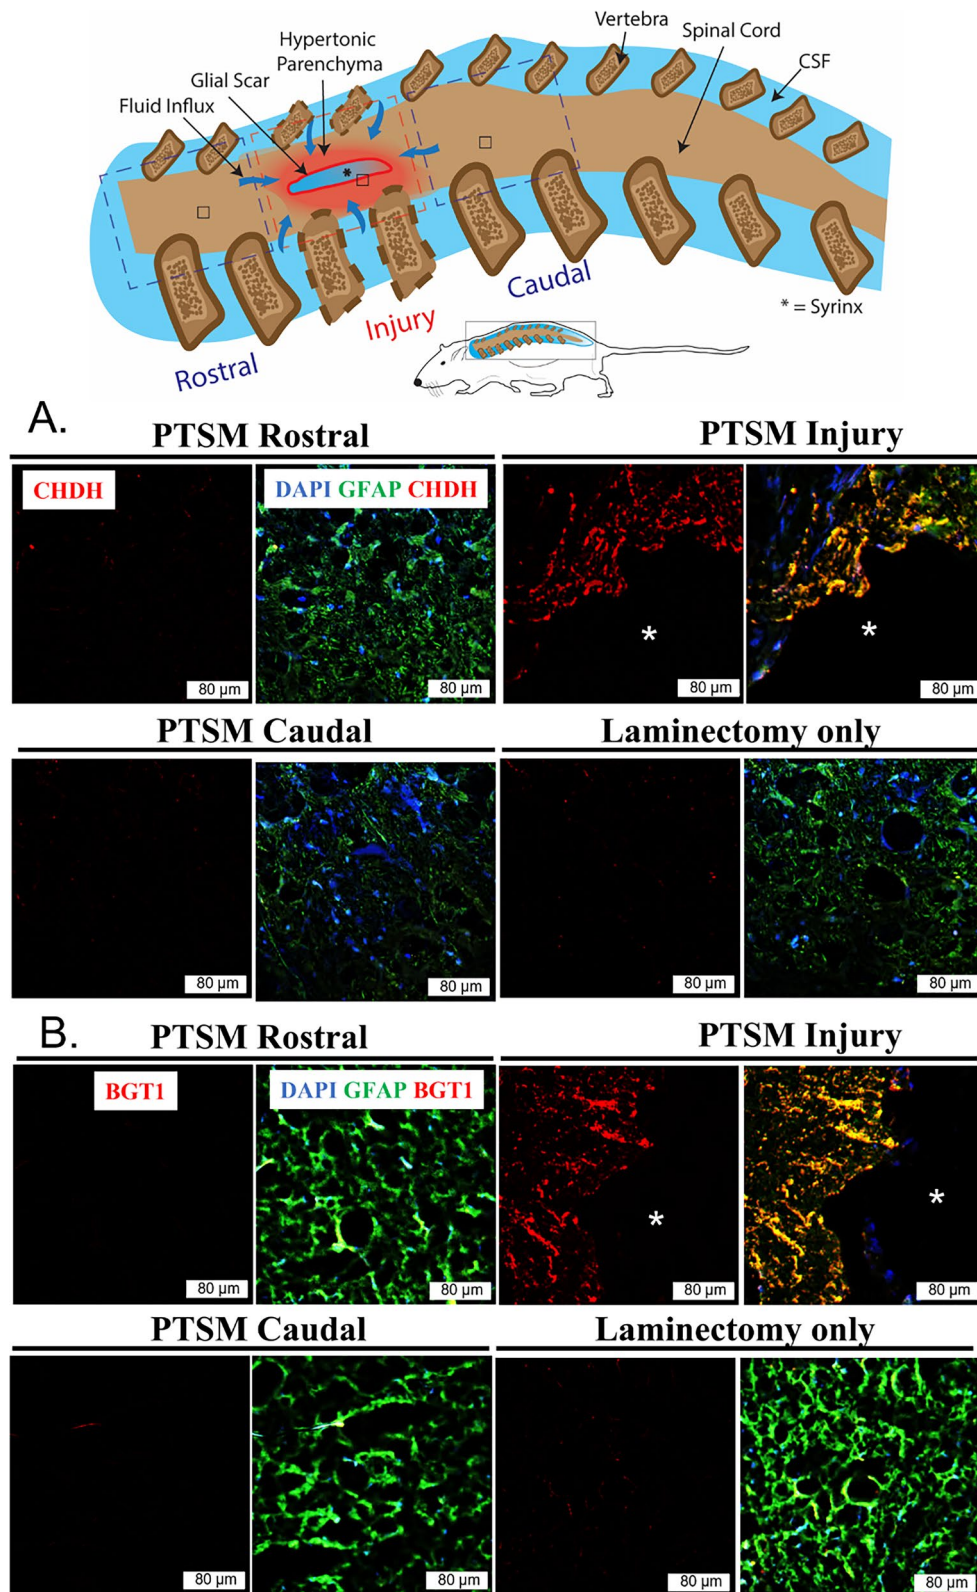 Vertebra
Spinal Cord
Hypertonic
Parenchyma
CSF
Glial Scar
Fluid Influx
*
Caudal
Injury
Rostral
* = Syrinx
A.
PTSM Rostral
PTSM Injury
CHDH
DAPI GFAP CHDH
*
*
80 µm
80 µm
80 µm
80 µm
PTSM Caudal
Laminectomy only
80 µm
80 µm
80 µm
80 µm
B.
PTSM Rostral
PTSM Injury
BGT1
DAPI GFAP BGT1
*
*
80 µm
80 µm
80 µm
80 µm
PTSM Caudal
Laminectomy only
80 µm
80 µm
80 µm
80 µm